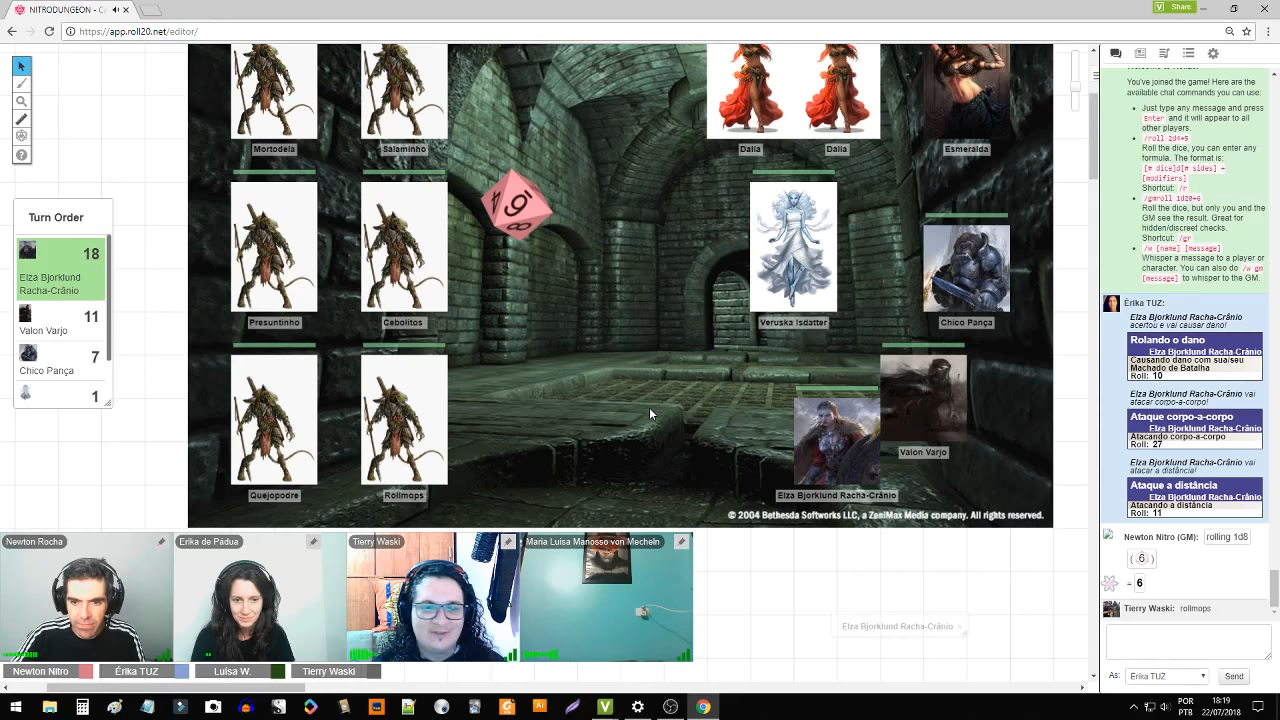 NITRODUNGEON - C
Servir
https://app.roll20.net/editor/
Mortodela
Salaminho
Dalia
Dalia
Esmeralda
Presuntinho
Cebolitos
Veruska Isdatter
Chico Pança
Quejopodre
Rollmops
Valon Varjo
Elza Bjorklund Racha-Crânio
© 2004 Bethesda Softworks LLC, a ZeniMax Media company. All rights reserved.
Turn Order
18
Elza Bjorklund
Racha-Crânio
11
Valon Varjo
7
Chico Pança
1
9
8
Newton Rocha
Erika de Pádua
Tierry Waski
Maria Luisa Manosso von Mecheln
Elza Bjorklund Racha-Crânio ×
Newton Nitro
Érika TUZ
Luísa W.
Tierry Waski
You've joined the game! Here are the
available chat commands you can use:
Just type any message and press
Enter and it will appear to all
other players.
/roll 2d4+5
Roll the dice, you can enter any
formula. The format is:
[# dice]d[# sides] +
[modifiers]
Shortcut: /r
/gmroll 1d20+6
Roll the dice, but only you and the
GM see the result. Great for
hidden/discreet checks.
Shortcut: /gr
/w [name] [message]
Whisper a message to a player or
character. You can also do /w gm
[message] to whisper to the GM.
Érika TUZ:
Elza Bjorklund Racha-Crânio
acertou e vai causar dano!
Rolando o dano
Elza Bjorklund Racha-Crânio
Causando dano com sua/seu
Machado de Batalha
Roll: 10
Elza Bjorklund Racha-Crânio vai
atacar corpo-a-corpo!
Ataque corpo-a-corpo
Elza Bjorklund Racha-Crânio
Atacando corpo-a-corpo
Roll: 27
Elza Bjorklund Racha-Crânio vai
atacar a distância!
Ataque a distância
Elza Bjorklund Racha-Crânio
Atacando a distância
Roll: 11
Newton Nitro (GM): rolling 1d8
(6)
= 6
Tierry Waski: rollmops
As: Érika TUZ
Send
POR
PTB
18:19
22/07/2018